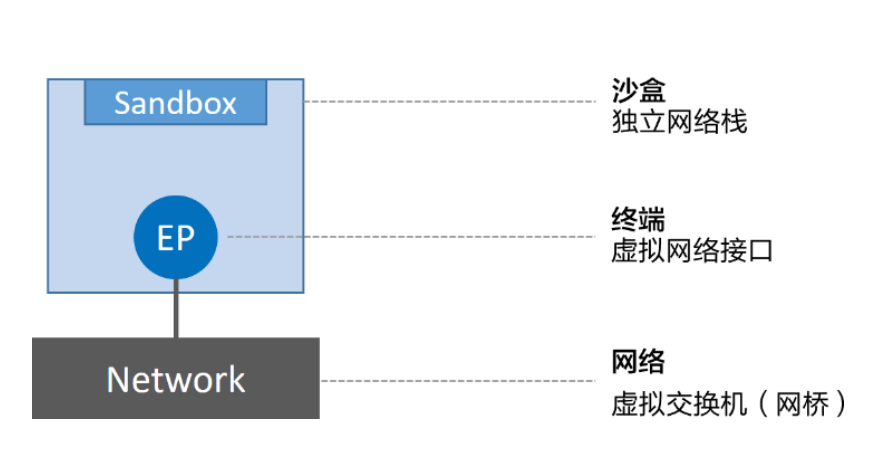 Sandbox
沙盒
独立网络栈
EP
终端
虚拟网络接口
Network
网络
虚拟交换机（网桥）